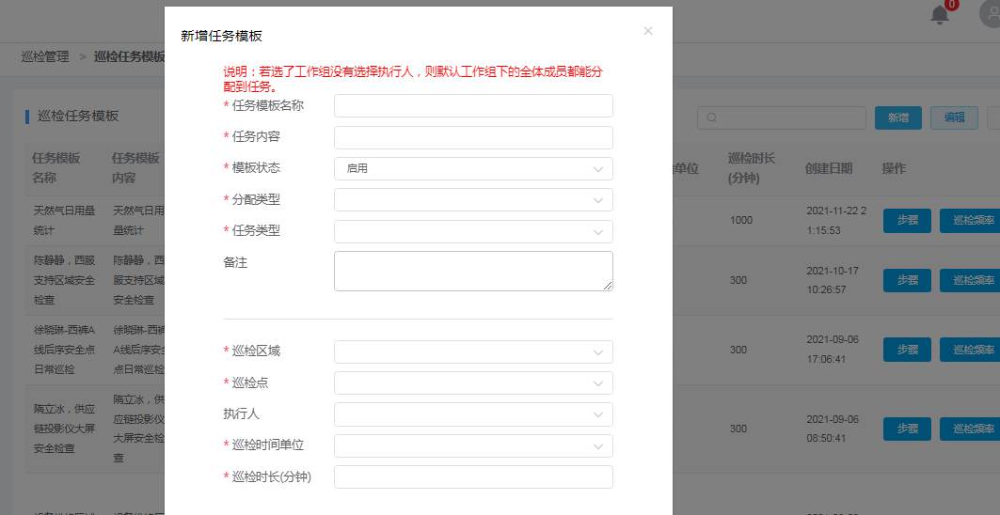 0
新增任务模板
巡检管理 > 巡检任务模板
说明：若选了工作组没有选择执行人，则默认工作组下的全体成员都能分
配到任务。
* 任务模板名称
* 任务内容
* 模板状态
启用
* 分配类型
* 任务类型
备注
* 巡检区域
* 巡检点
执行人
* 巡检时间单位
* 巡检时长(分钟)
巡检任务模板
新增
编辑
任务模板
名称
任务模板
内容
单位
巡检时长
(分钟)
创建日期
操作
天然气日用量
统计
天然气日用
量统计
1000
2021-11-22 2
1:15:53
步骤
巡检频率
陈静静，西服
支持区域安全
检查
陈静静，西
服支持区域
安全检查
300
2021-10-17
10:26:57
步骤
巡检频率
徐晓琳-西裤A
线后序安全点
日常巡检
徐晓琳-西裤
A线后序安全
点日常巡检
300
2021-09-06
17:06:41
步骤
巡检频率
隋立冰，供应
链投影仪大屏
安全检查
隋立冰，供
应链投影仪
大屏安全检
查
300
2021-09-06
08:50:41
步骤
巡检频率